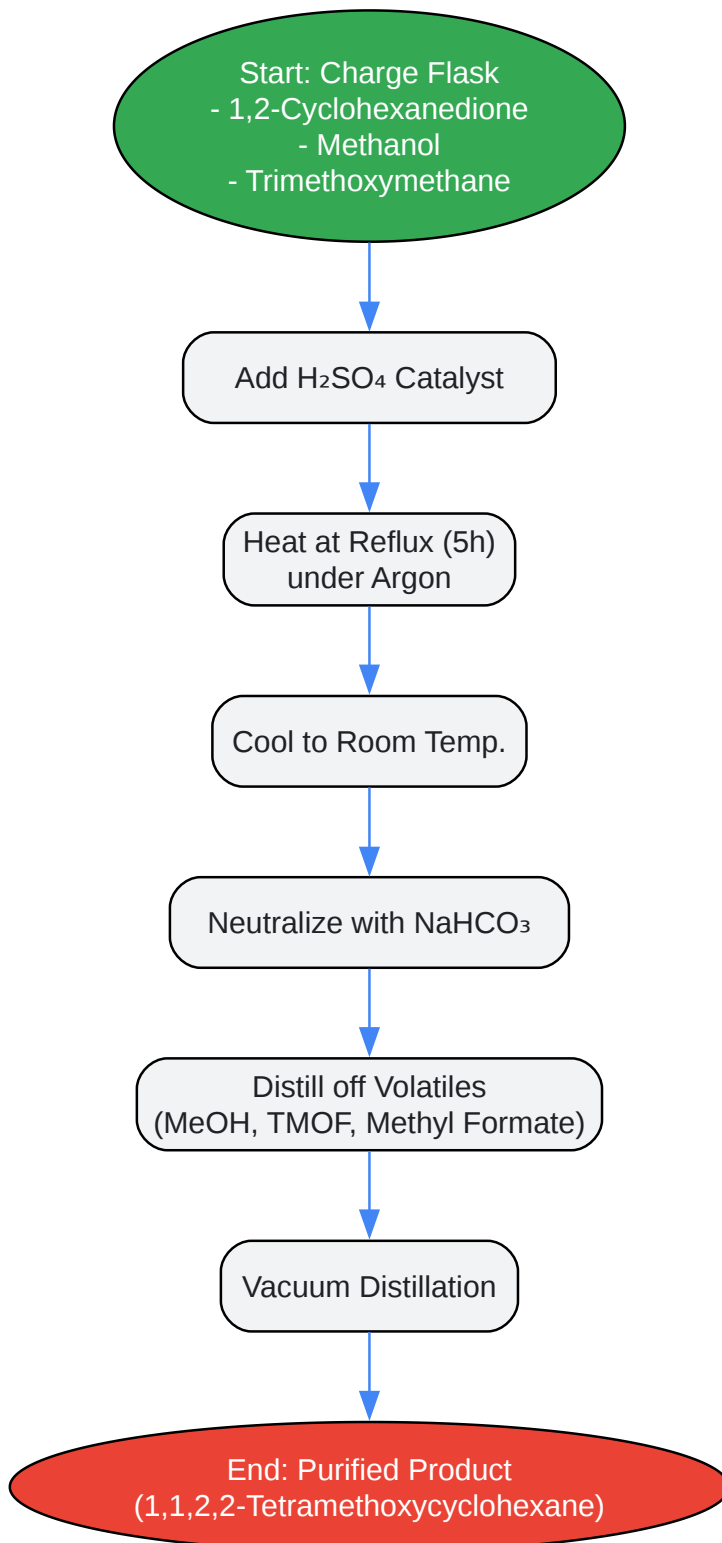 Start: Charge Flask
- 1,2-Cyclohexanedione
- Methanol
- Trimethoxymethane
Add H₂SO₄ Catalyst
Heat at Reflux (5h)
under Argon
Cool to Room Temp.
Neutralize with NaHCO₃
Distill off Volatiles
(MeOH, TMOF, Methyl Formate)
Vacuum Distillation
End: Purified Product
(1,1,2,2-Tetramethoxycyclohexane)